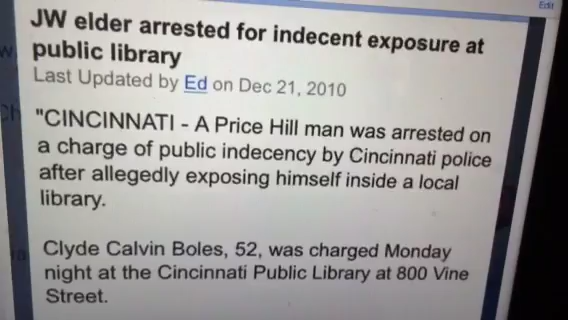 Edit
JW elder arrested for indecent exposure at
public library
Last Updated by Ed on Dec 21, 2010
"CINCINNATI - A Price Hill man was arrested on
a charge of public indecency by Cincinnati police
after allegedly exposing himself inside a local
library.
Clyde Calvin Boles, 52, was charged Monday
night at the Cincinnati Public Library at 800 Vine
Street.